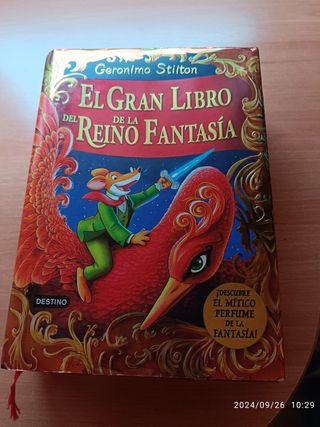 Geronimo Stilton
EL GRAN LIBRO
DEL REINO DE LA FANTASÍA
DESTINO
¡DESCUBRE
EL MÍTICO
PERFUME
DE LA
FANTASÍA!
2024/09/26 10:29